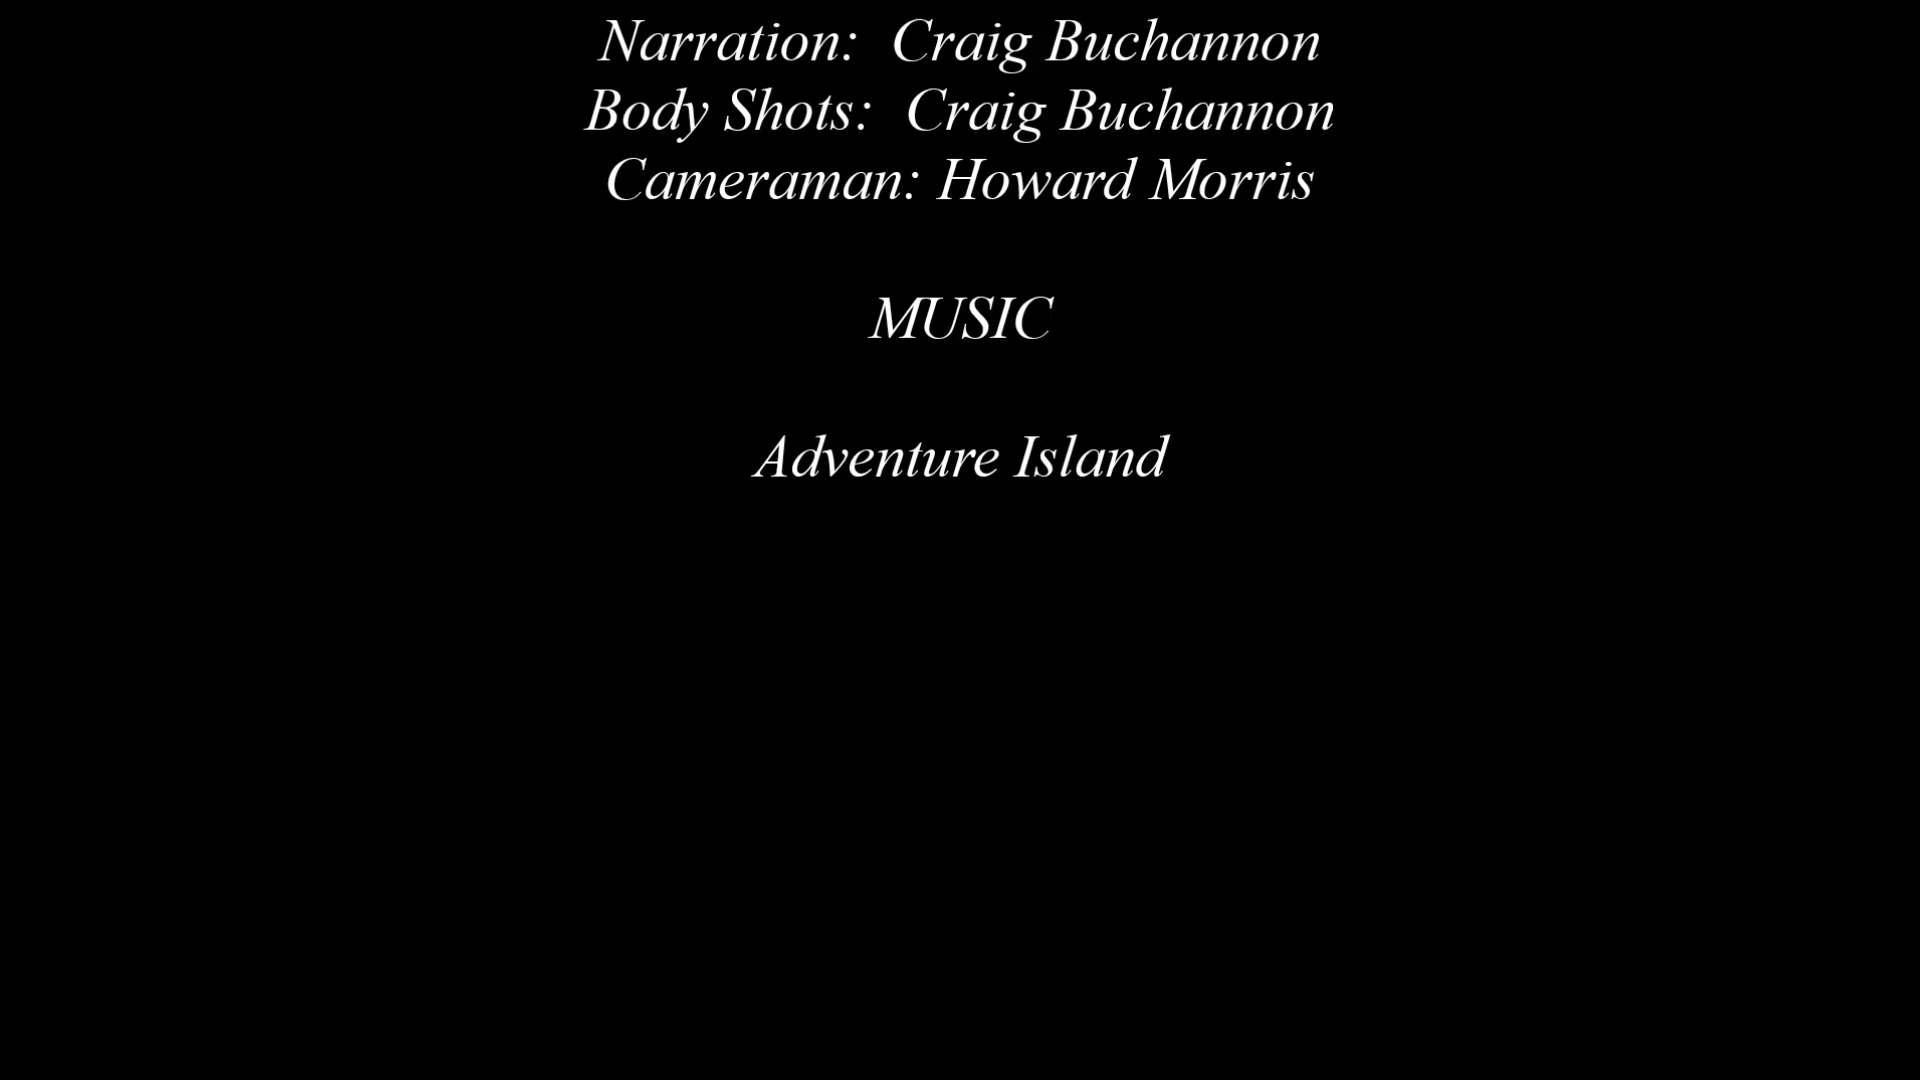 Narration:  Craig Buchannon
Body Shots:  Craig Buchannon
Cameraman: Howard Morris
MUSIC
Adventure Island